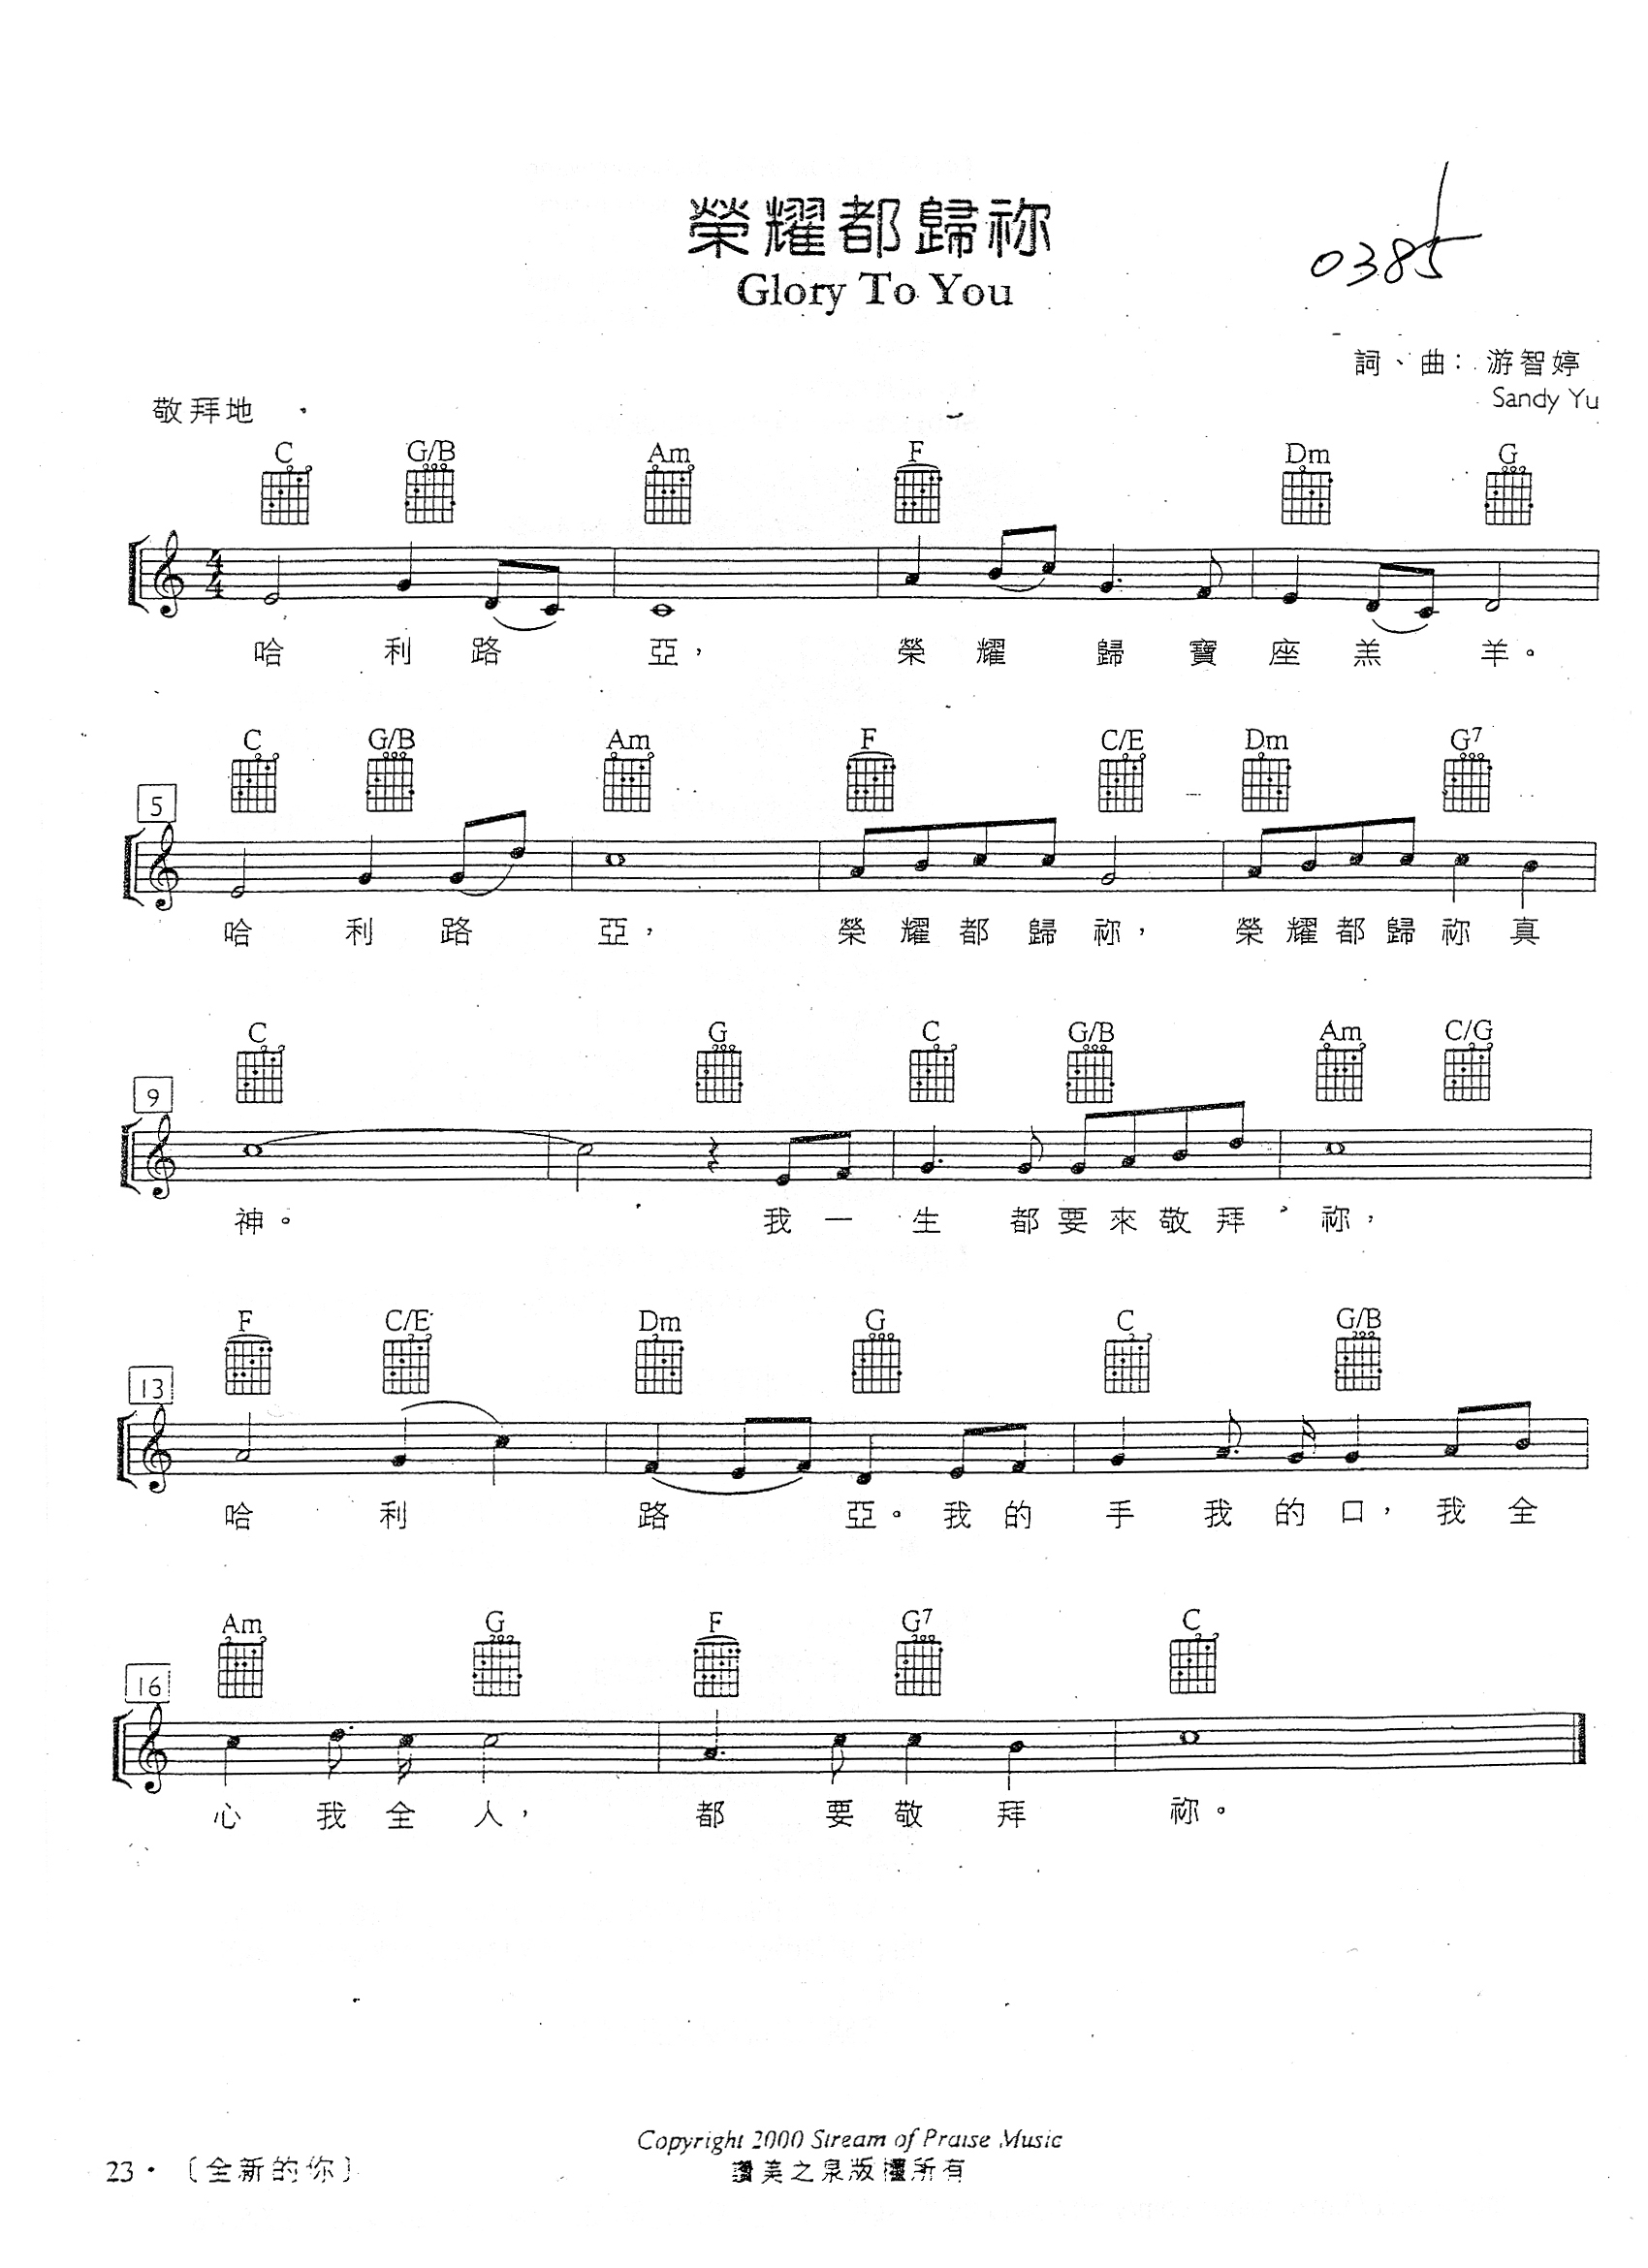 榮耀都歸祢
Glory To You
0385
詞、曲：游智婷
Sandy Yu
敬拜地
C G/B Am F Dm G
4
4
哈 利 路 亞， 榮 耀 歸 寶 座 羔 羊。
C G/B Am F C/E Dm G7
5
哈 利 路 亞， 榮 耀 都 歸 祢， 榮 耀 都 歸 祢 真
C G C G/B Am C/G
9
神。 我 一 生 都 要 來 敬 拜 祢，
F C/E Dm G C G/B
13
哈 利 路 亞。 我 的 手 我 的 口， 我 全
Am G F G7 C
16
心 我 全 人， 都 要 敬 拜 祢。
Copyright 2000 Stream of Praise Music
23・〔全新的你〕 讚美之泉版權所有